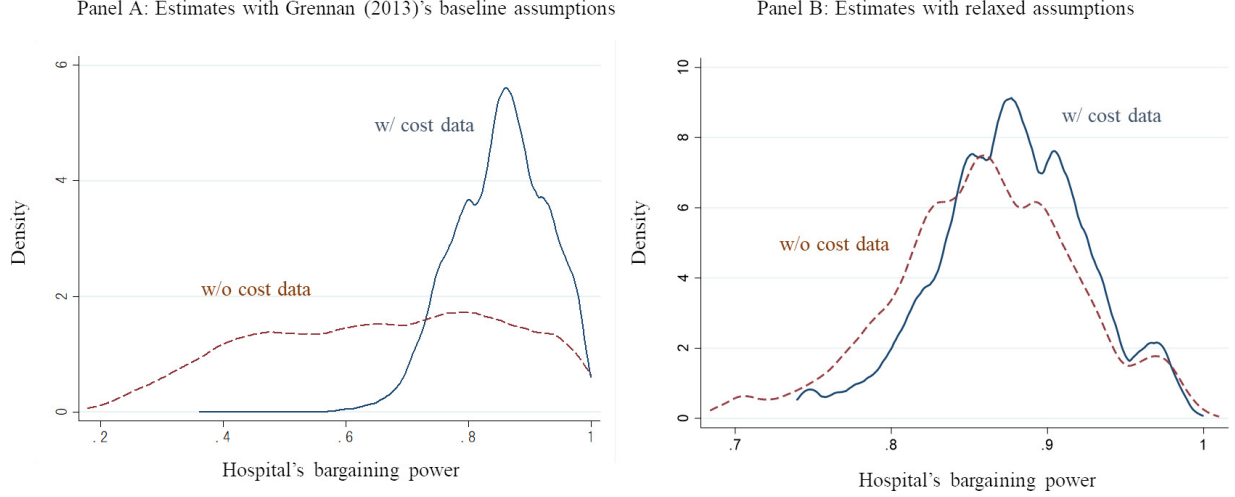 Panel A: Estimates with Grennan (2013)'s baseline assumptions
6
4
2
0
Density
w/ cost data
w/o cost data
.2
.4
.6
.8
1
Hospital's bargaining power
Panel B: Estimates with relaxed assumptions
10
8
6
4
2
0
Density
w/ cost data
w/o cost data
.7
.8
.9
1
Hospital's bargaining power